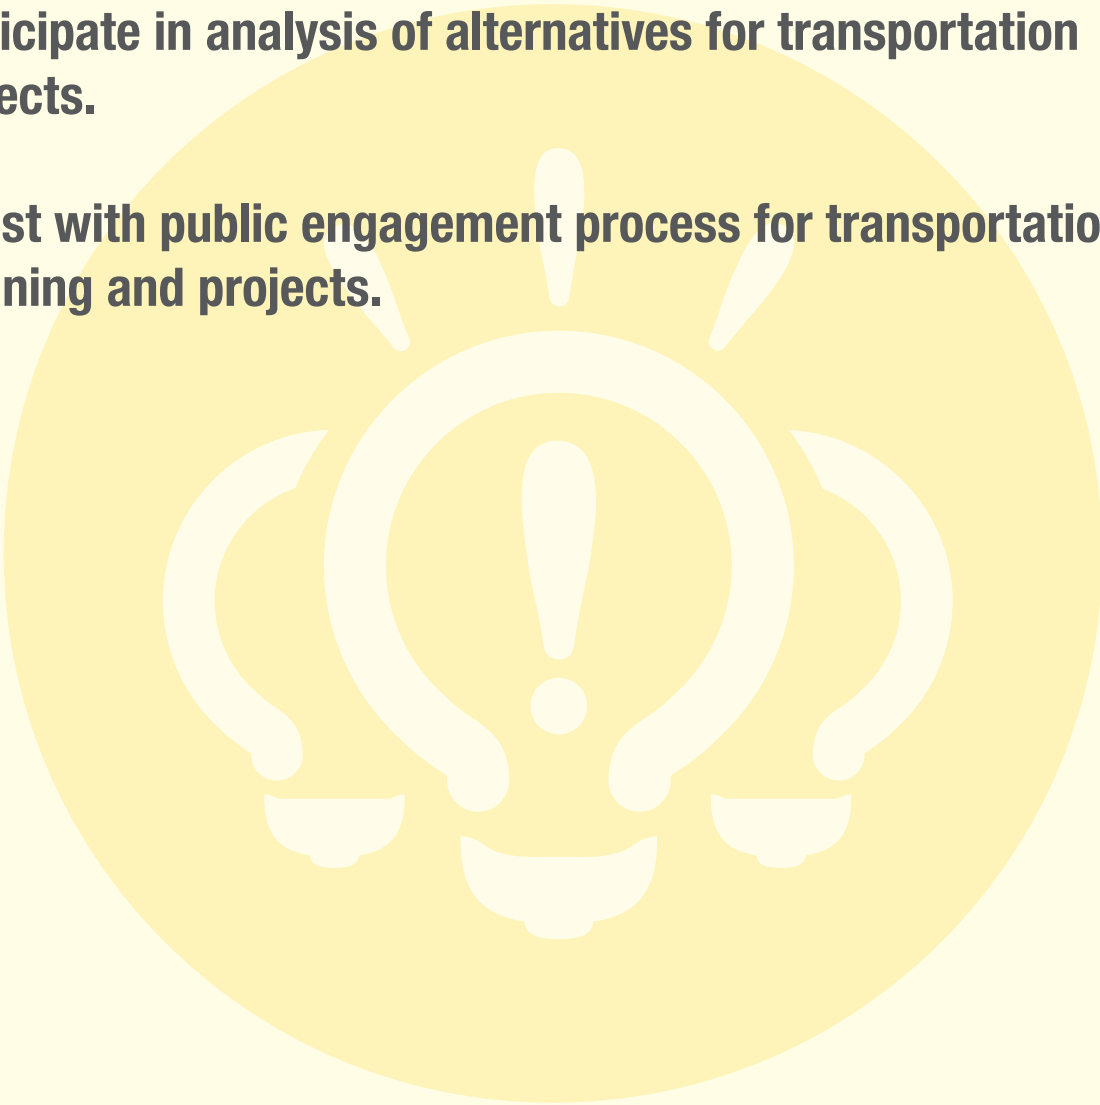 icipate in analysis of alternatives for transportation
ects.
st with public engagement process for transportatio
ning and projects.